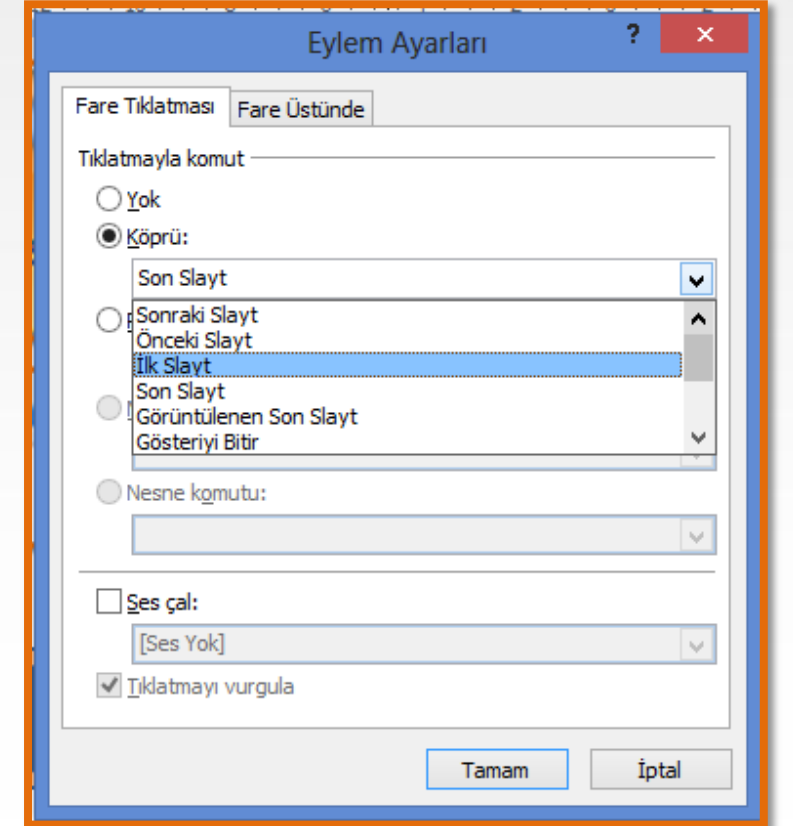 Eylem Ayarları
?
Fare Tıklatması
Fare Üstünde
Tıklatmayla komut
Yok
Köprü:
Son Slayt
Sonraki Slayt
Önceki Slayt
İlk Slayt
Son Slayt
Görüntülenen Son Slayt
Gösteriyi Bitir
Nesne komutu:
Ses çal:
[Ses Yok]
Tıklatmayı vurgula
Tamam
İptal